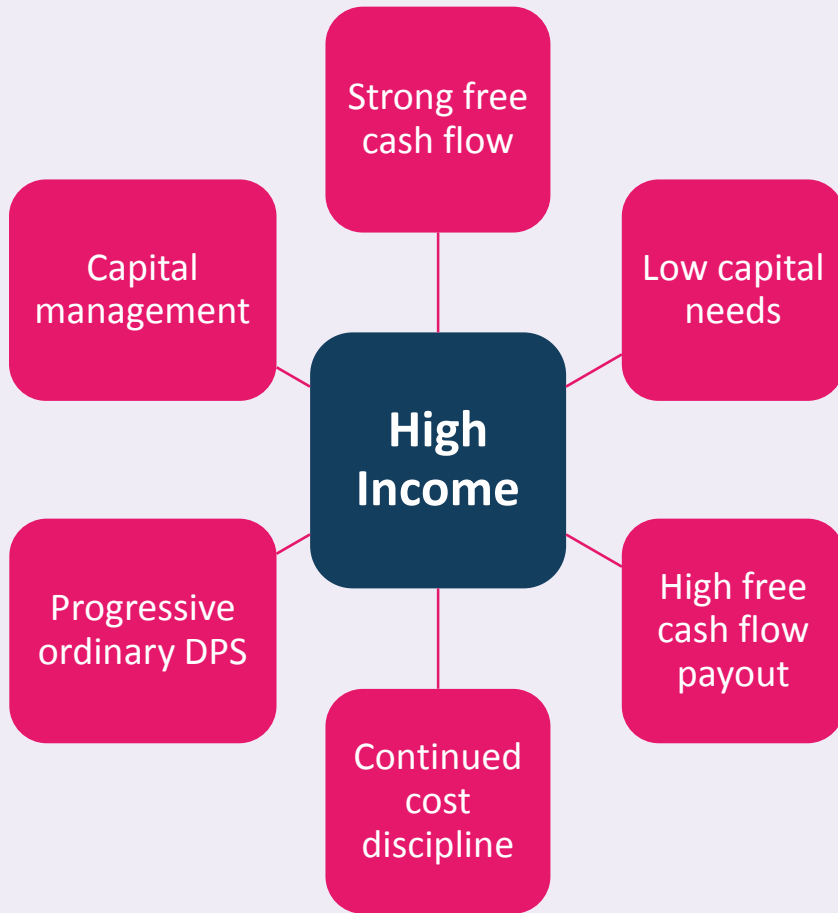 Strong free
cash flow
Capital
management
Low capital
needs
High
Income
Progressive
ordinary DPS
High free
cash flow
payout
Continued
cost
discipline